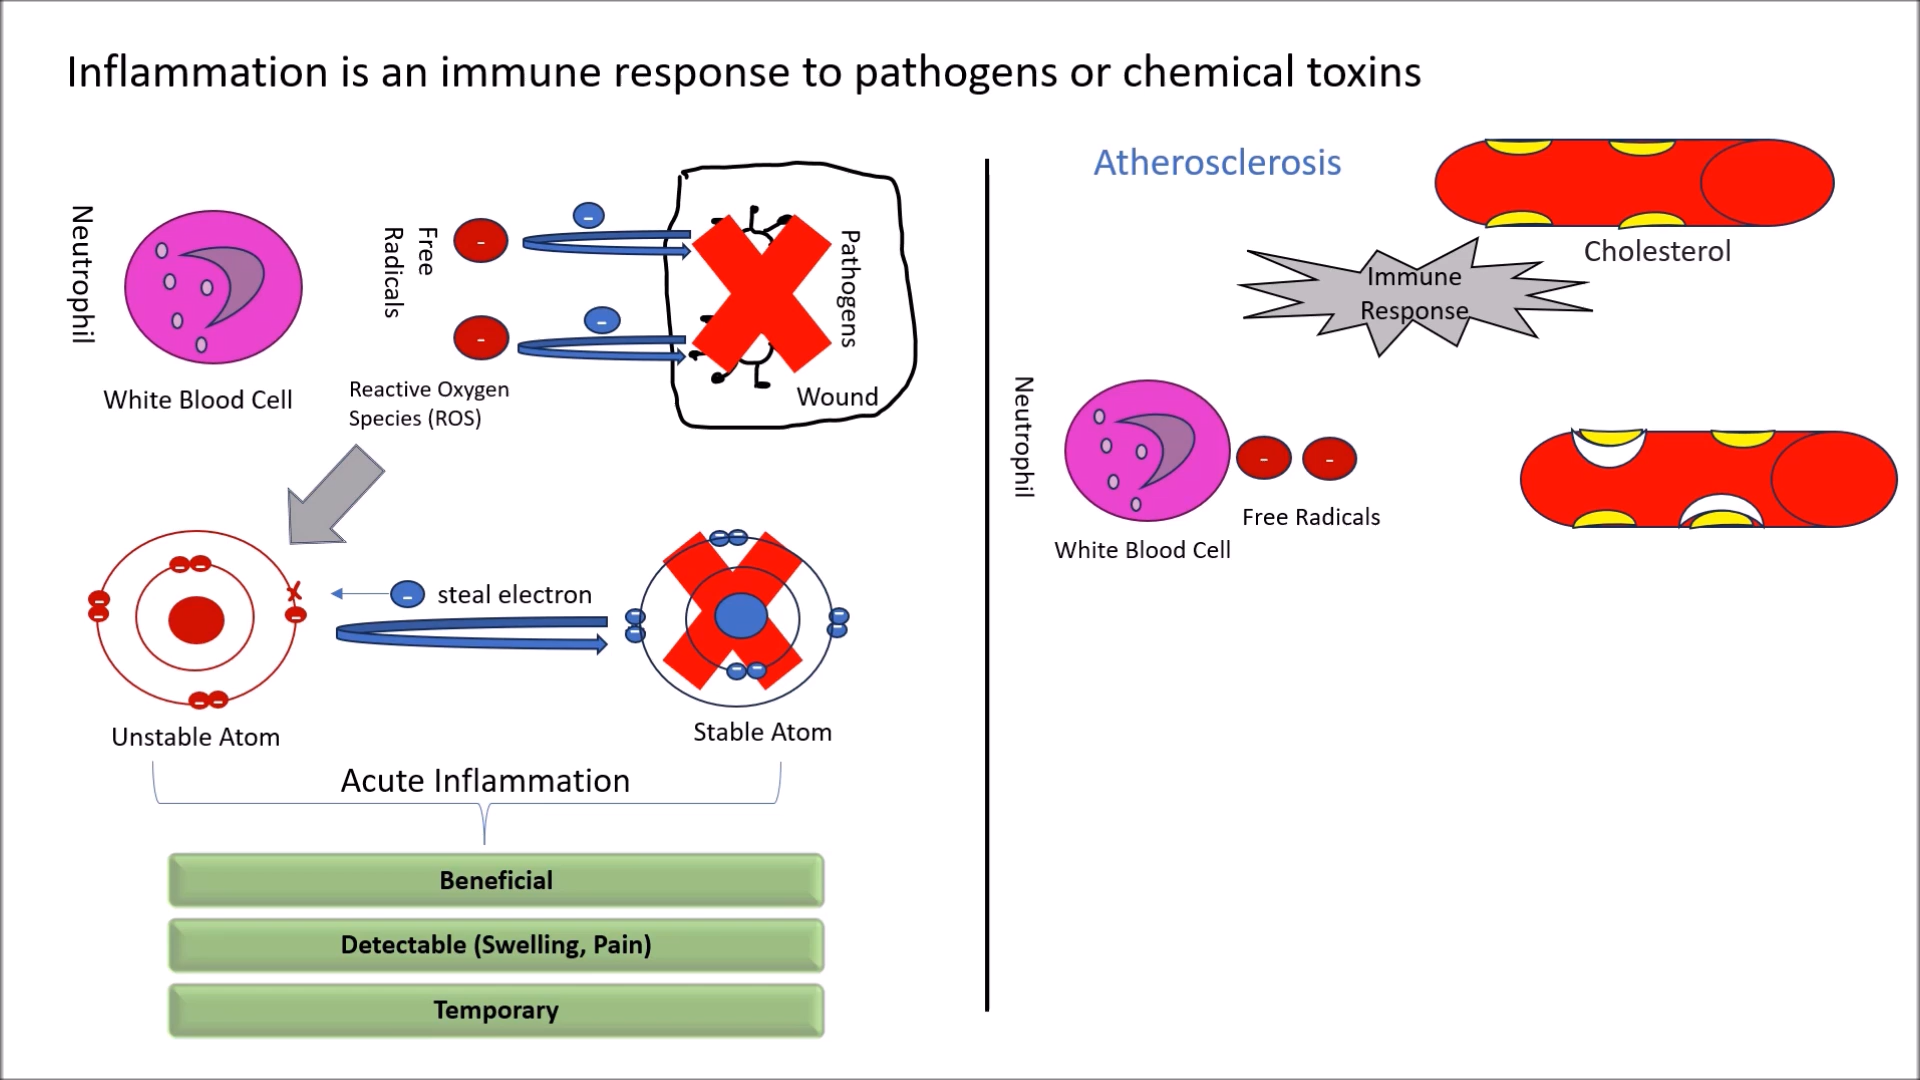 Inflammation is an immune response to pathogens or chemical toxins
Neutrophil
White Blood Cell
Free
Radicals
-
-
-
-
Reactive Oxygen
Species (ROS)
Pathogens
Wound
steal electron
-
Unstable Atom
Stable Atom
Acute Inflammation
Beneficial
Detectable (Swelling, Pain)
Temporary
Atherosclerosis
Cholesterol
Immune
Response
Neutrophil
White Blood Cell
-
-
Free Radicals